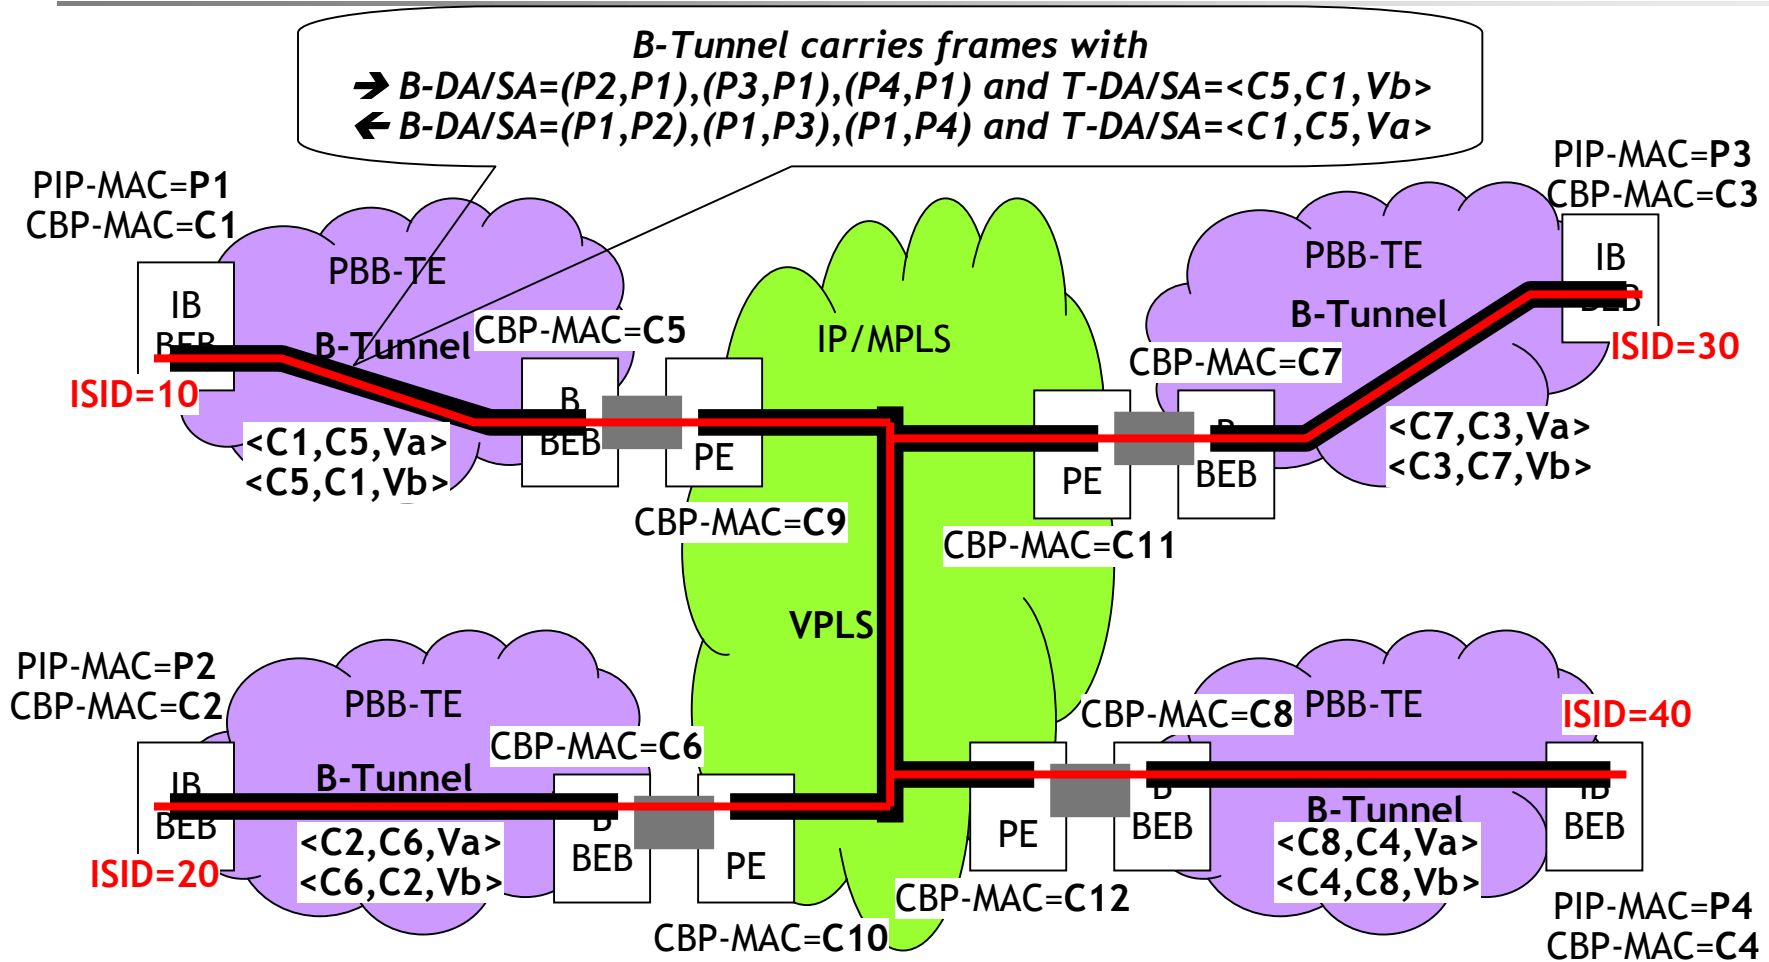 B-Tunnel carries frames with
➔ B-DA/SA=(P2,P1),(P3,P1),(P4,P1) and T-DA/SA=<C5,C1,Vb>
🡰 B-DA/SA=(P1,P2),(P1,P3),(P1,P4) and T-DA/SA=<C1,C5,Va>
PIP-MAC=P1
CBP-MAC=C1
PIP-MAC=P3
CBP-MAC=C3
PBB-TE
IB
BEB
B-Tunnel
CBP-MAC=C5
ISID=10
<C1,C5,Va>
<C5,C1,Vb>
B
BEB
PE
CBP-MAC=C9
IP/MPLS
VPLS
PBB-TE
IB
BEB
B-Tunnel
CBP-MAC=C7
ISID=30
<C7,C3,Va>
<C3,C7,Vb>
PE
B
BEB
CBP-MAC=C11
PIP-MAC=P2
CBP-MAC=C2
PBB-TE
IB
BEB
B-Tunnel
CBP-MAC=C6
ISID=20
<C2,C6,Va>
<C6,C2,Vb>
B
BEB
PE
CBP-MAC=C10
CBP-MAC=C8
PBB-TE
ISID=40
PE
B
BEB
B-Tunnel
<C8,C4,Va>
<C4,C8,Vb>
IB
BEB
CBP-MAC=C12
PIP-MAC=P4
CBP-MAC=C4